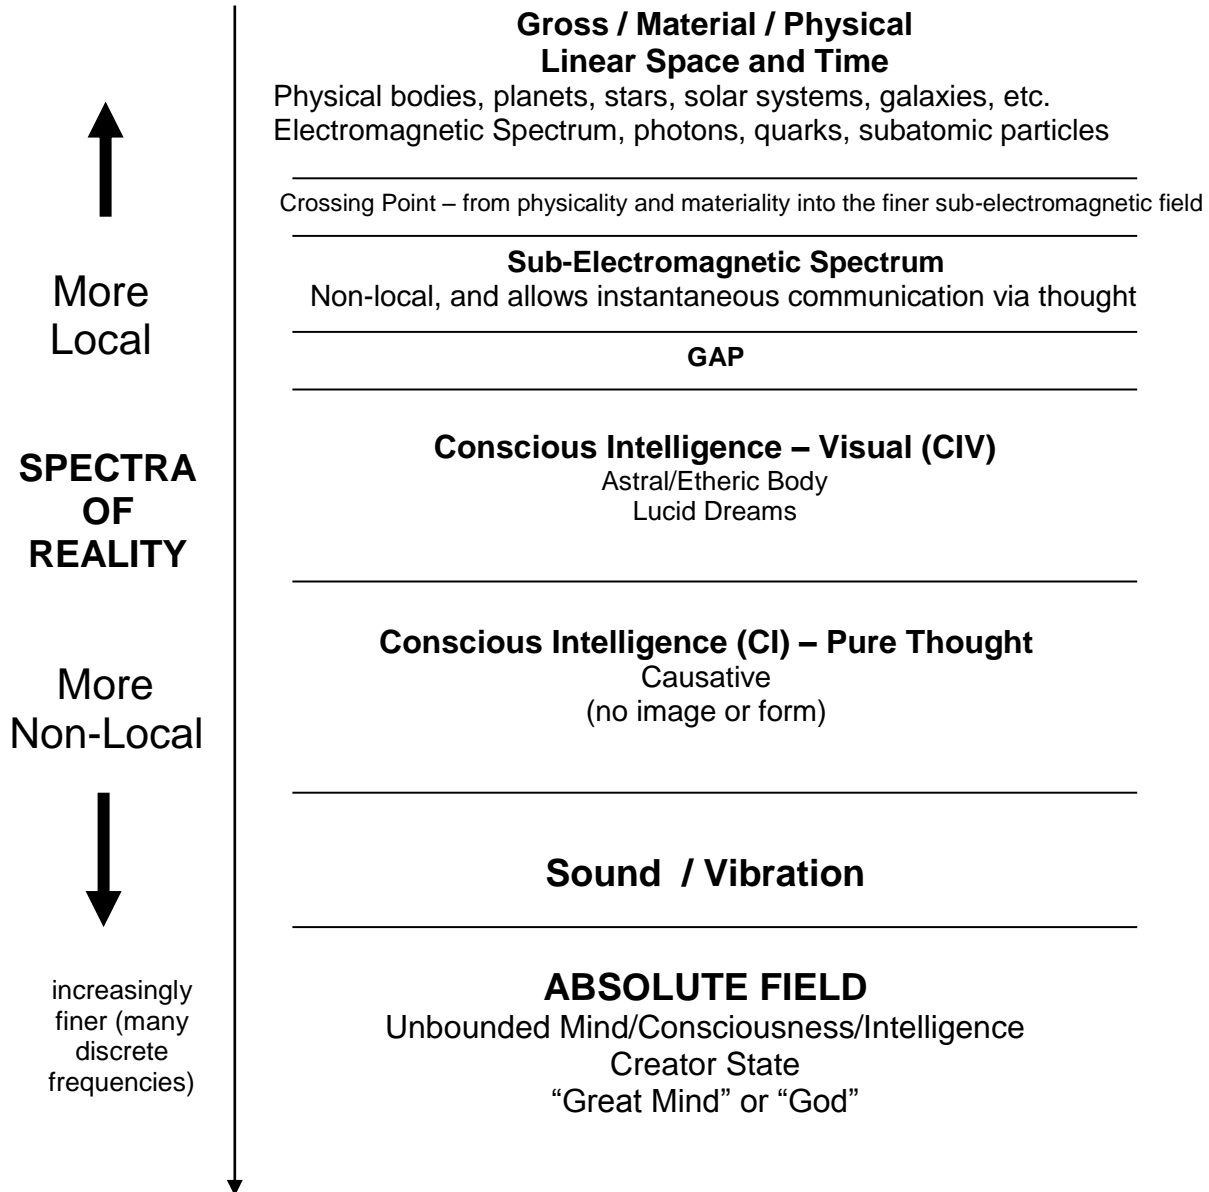 Gross / Material / Physical
Linear Space and Time
Physical bodies, planets, stars, solar systems, galaxies, etc.
Electromagnetic Spectrum, photons, quarks, subatomic particles
Crossing Point – from physicality and materiality into the finer sub-electromagnetic field
Sub-Electromagnetic Spectrum
Non-local, and allows instantaneous communication via thought
GAP
Conscious Intelligence – Visual (CIV)
Astral/Etheric Body
Lucid Dreams
Conscious Intelligence (CI) – Pure Thought
Causative
(no image or form)
Sound / Vibration
ABSOLUTE FIELD
Unbounded Mind/Consciousness/Intelligence
Creator State
“Great Mind” or “God”
More
Local
SPECTRA
OF
REALITY
More
Non-Local
increasingly
finer (many
discrete
frequencies)